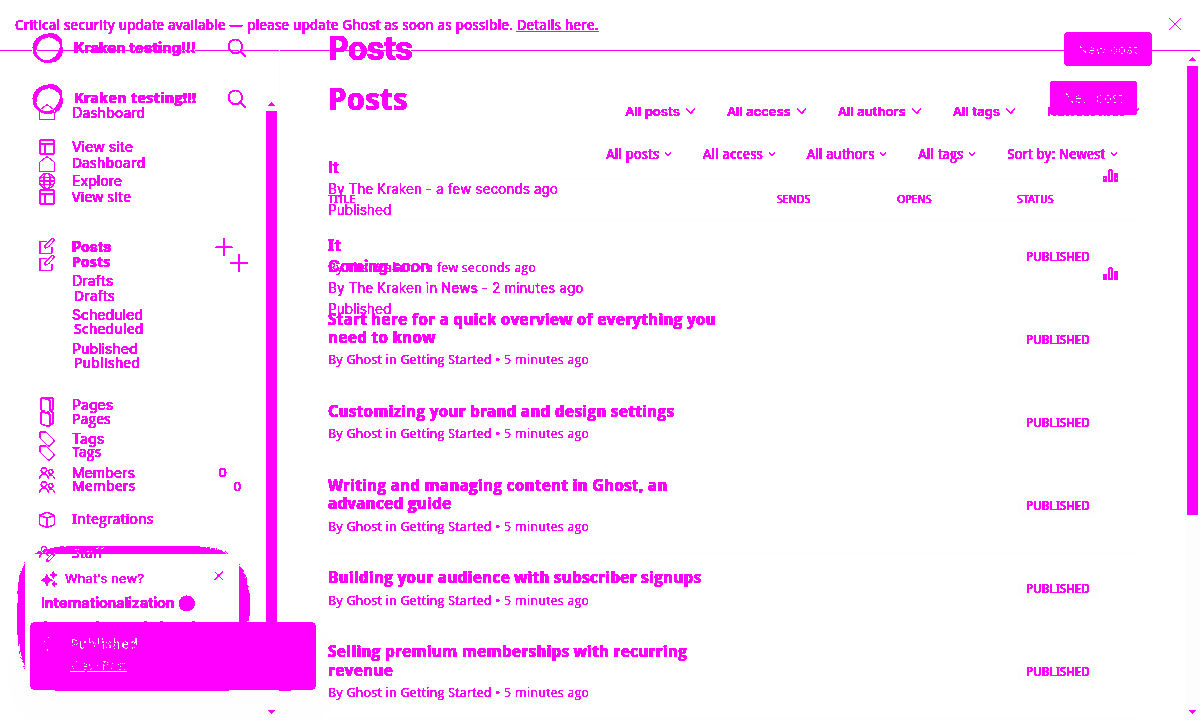 Critical security update available — please update Ghost as soon as possible. Details here.
Kraken testing!!!
Posts
New post
Kraken testing!!!
Posts
New post
Dashboard
All posts
All access
All authors
All tags
View site
Dashboard
All posts
All access
All authors
All tags
Sort by: Newest
Explore
View site
It
By The Kraken - a few seconds ago
Published
TITLE
SENDS
OPENS
STATUS
Posts
Posts
Drafts
Drafts
Scheduled
Scheduled
Published
Published
It
a few seconds ago
PUBLISHED
Coming soon
By The Kraken in News - 2 minutes ago
Published
Start here for a quick overview of everything you
need to know
By Ghost in Getting Started • 5 minutes ago
PUBLISHED
Pages
Pages
Tags
Tags
Members 0
Members 0
Customizing your brand and design settings
By Ghost in Getting Started • 5 minutes ago
PUBLISHED
Writing and managing content in Ghost, an
advanced guide
By Ghost in Getting Started • 5 minutes ago
PUBLISHED
Integrations
Staff
What's new?
Internationalization
Published
View Post
Building your audience with subscriber signups
By Ghost in Getting Started • 5 minutes ago
PUBLISHED
Selling premium memberships with recurring
revenue
By Ghost in Getting Started • 5 minutes ago
PUBLISHED